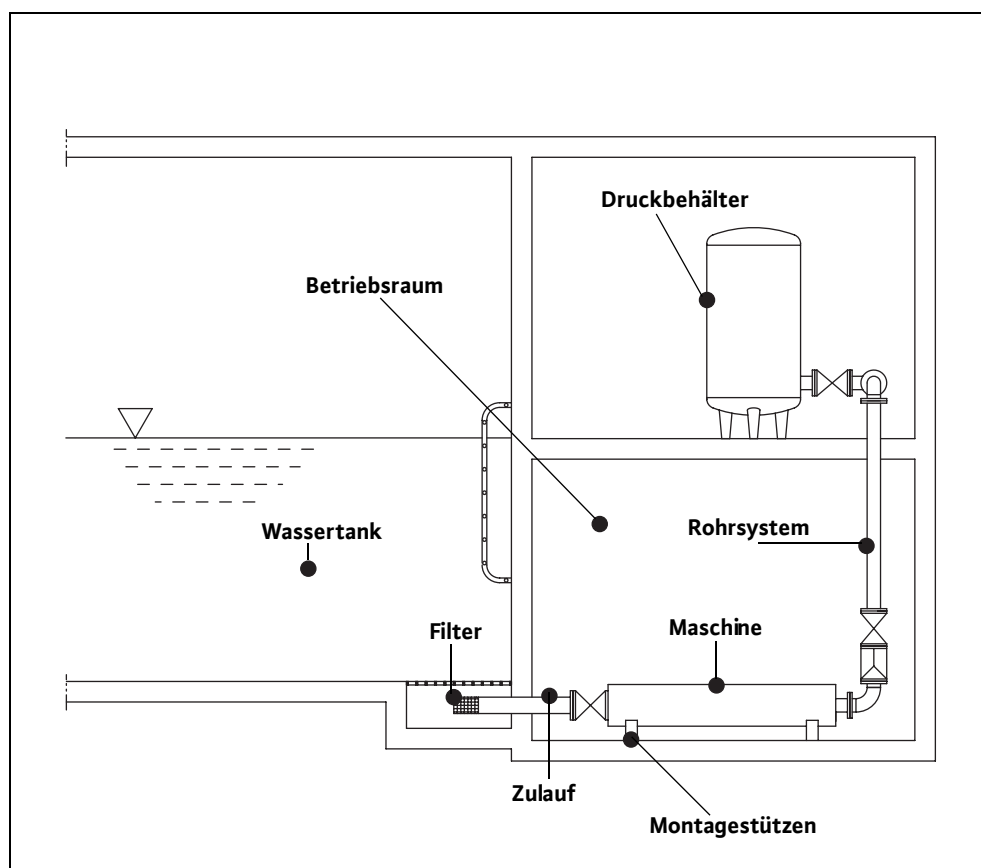 Druckbehälter
Betriebsraum
Wassertank
Rohrsystem
Filter
Maschine
Zulauf
Montagestützen